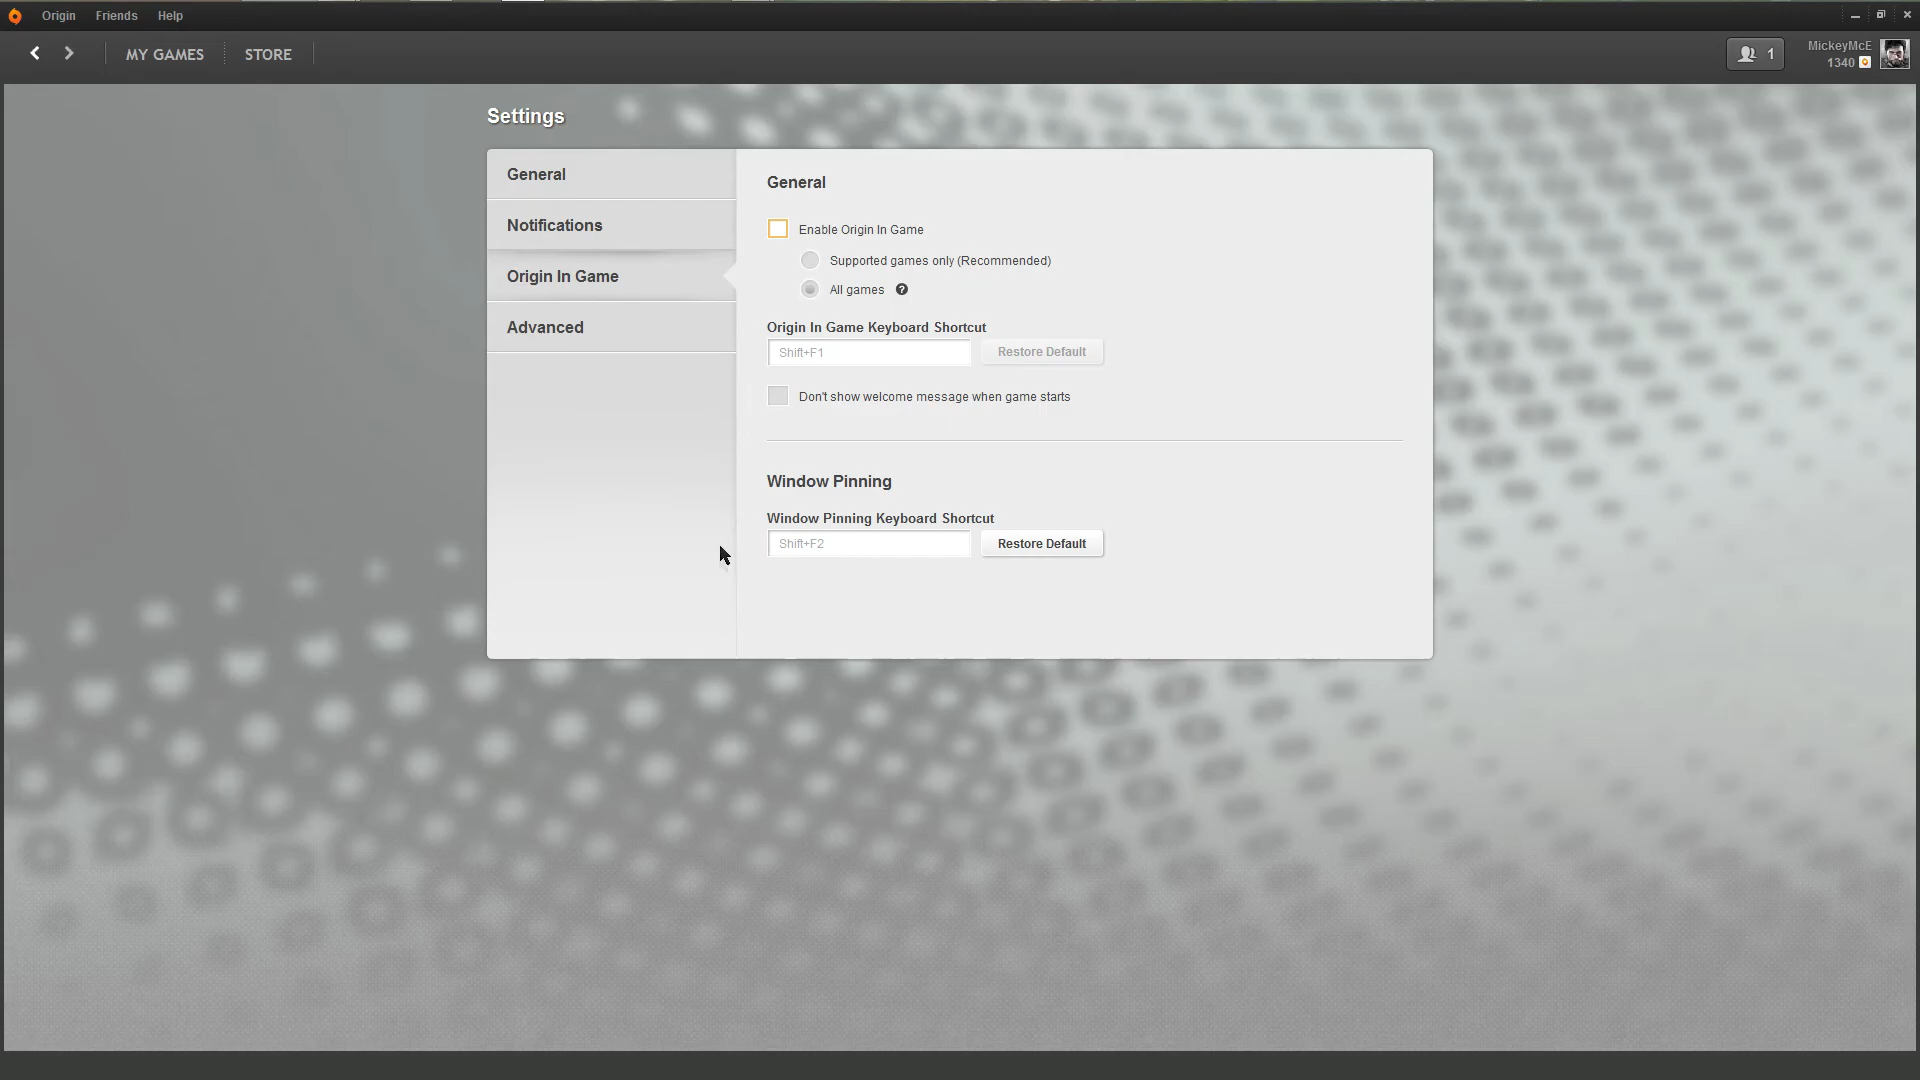 Origin Friends Help
MY GAMES STORE
1
MickeyMcE
1340
Settings
General
Notifications
Origin In Game
Advanced
General
Enable Origin In Game
Supported games only (Recommended)
All games ?
Origin In Game Keyboard Shortcut
Shift+F1 Restore Default
Don't show welcome message when game starts
Window Pinning
Window Pinning Keyboard Shortcut
Shift+F2 Restore Default